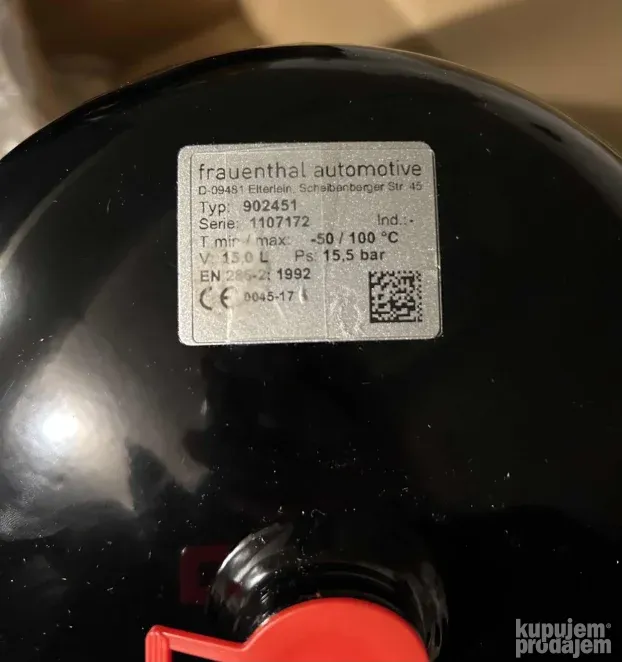 frauenthal automotive
D-09481 Elterlein, Scheibenberger Str. 45
Typ: 902451
Serie: 1107172 Ind.:-
T min / max: -50 / 100 °C
V: 15,0 L Ps: 15,5 bar
EN 286-2: 1992
CE 0045-17
kupujem
prodajem